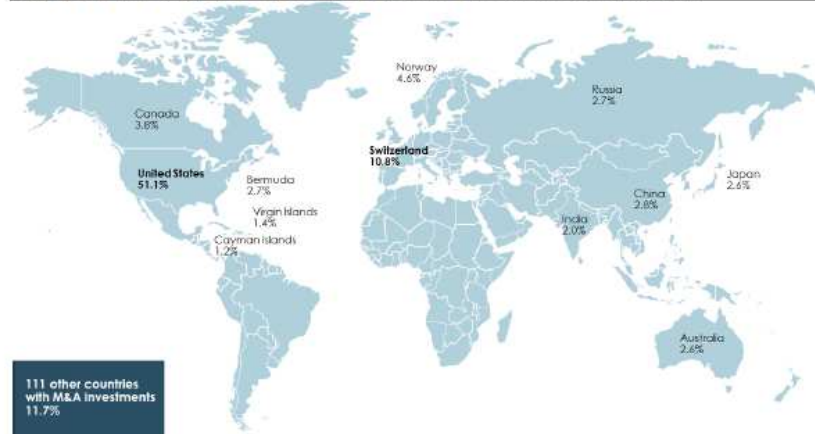 Norway
4.6%
Russia
2.7%
Canada
3.8%
Switzerland
10.8%
United States
51.1%
Bermuda
2.7%
Japan
2.6%
China
2.8%
Virgin Islands
1.4%
India
2.0%
Cayman Islands
1.2%
Australia
2.6%
111 other countries
with M&A investments
11.7%